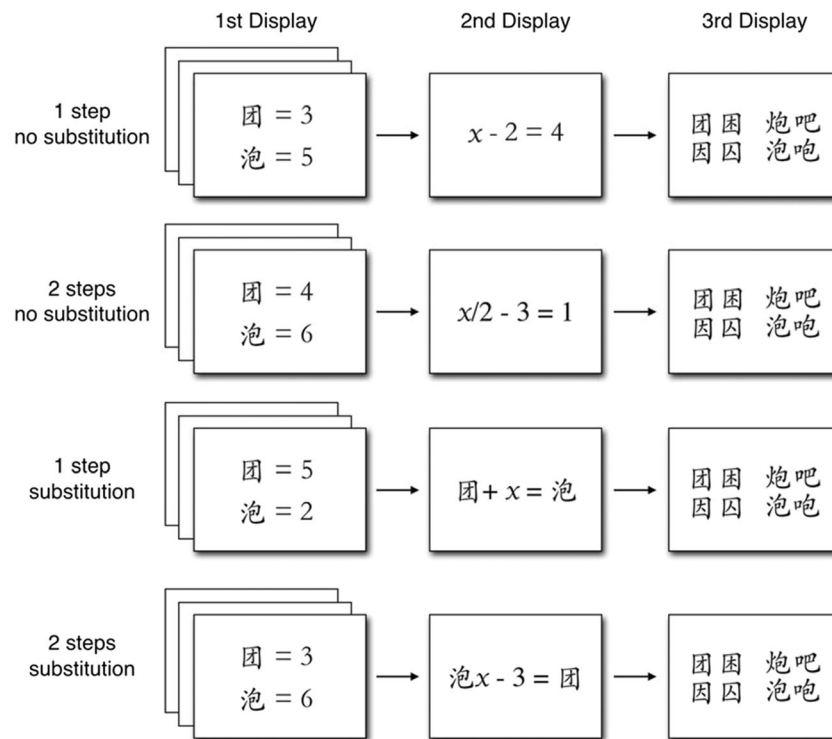 1st Display 2nd Display 3rd Display
1 step
no substitution
团 = 3
泡 = 5
x - 2 = 4
团 困 炮 吧
因 囚 泡 咆
2 steps
no substitution
团 = 4
泡 = 6
x/2 - 3 = 1
团 困 炮 吧
因 囚 泡 咆
1 step
substitution
团 = 5
泡 = 2
团 + x = 泡
团 困 炮 吧
因 囚 泡 咆
2 steps
substitution
团 = 3
泡 = 6
泡x - 3 = 团
团 困 炮 吧
因 囚 泡 咆